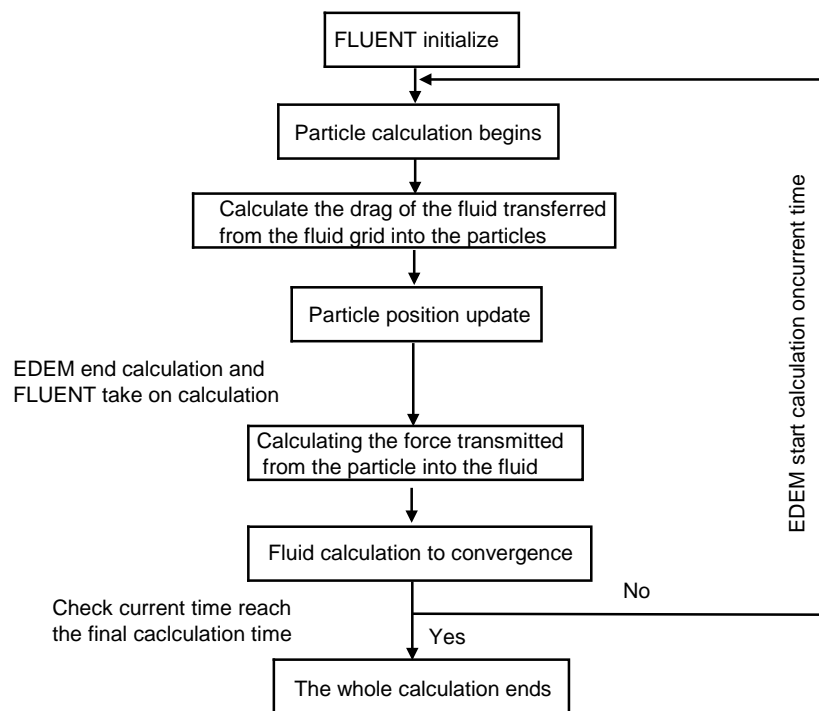 FLUENT initialize
Particle calculation begins
Calculate the drag of the fluid transferred
from the fluid grid into the particles
Particle position update
EDEM end calculation and
FLUENT take on calculation
Calculating the force transmitted
from the particle into the fluid
EDEM start calculation oncurrent time
Fluid calculation to convergence
No
Check current time reach
the final caclculation time
Yes
The whole calculation ends